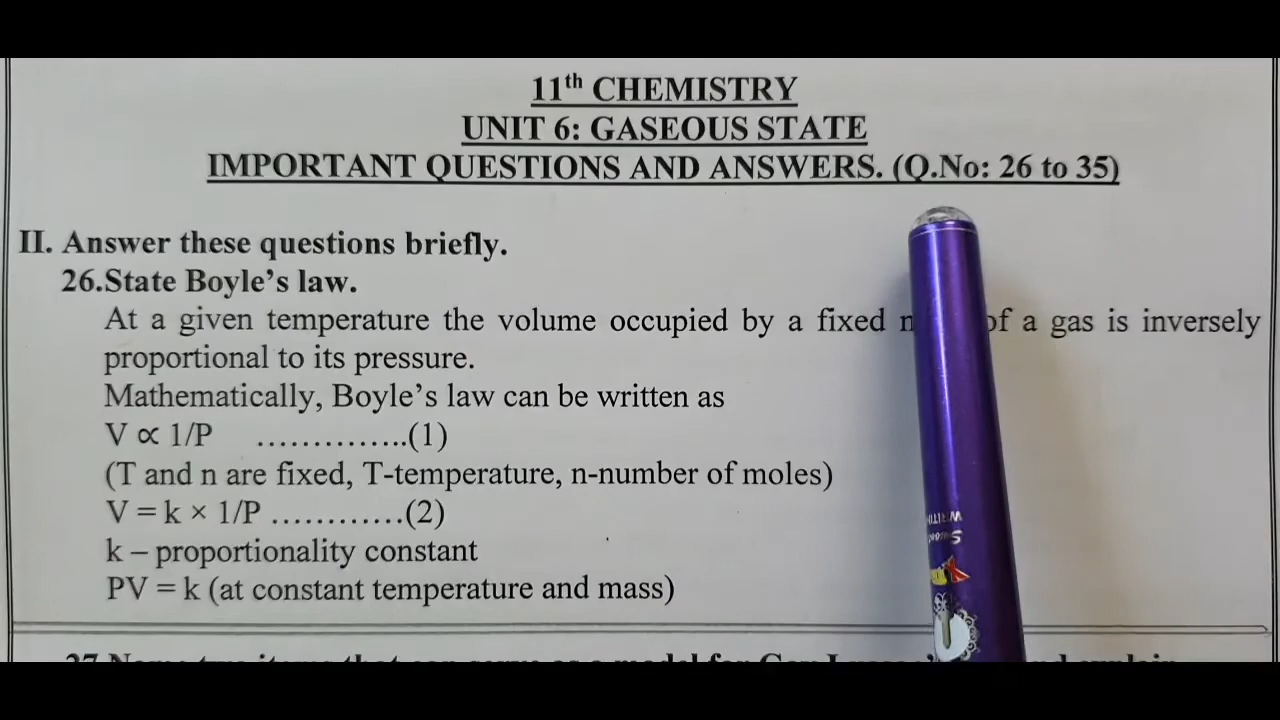 11th CHEMISTRY
UNIT 6: GASEOUS STATE
IMPORTANT QUESTIONS AND ANSWERS. (Q.No: 26 to 35)
II. Answer these questions briefly.
26.State Boyle’s law.
At a given temperature the volume occupied by a fixed of a gas is inversely
proportional to its pressure.
Mathematically, Boyle’s law can be written as
V ∝ 1/P …………..(1)
(T and n are fixed, T-temperature, n-number of moles)
V = k × 1/P …………(2)
k – proportionality constant
PV = k (at constant temperature and mass)